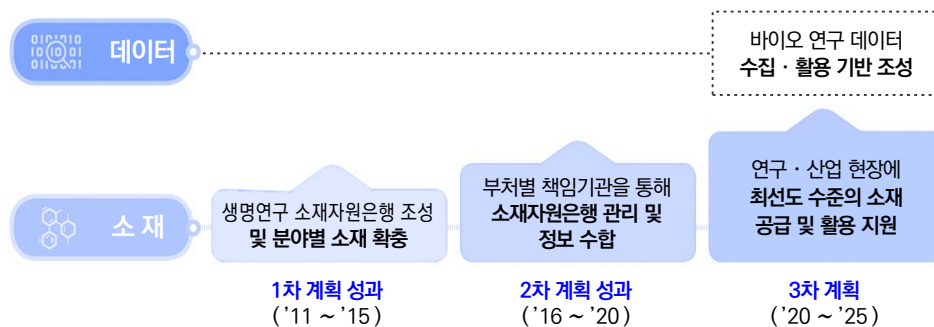 데이터
바이오 연구 데이터
수집 · 활용 기반 조성
소 재
생명연구 소재자원은행 조성
및 분야별 소재 확충
부처별 책임기관을 통해
소재자원은행 관리 및
정보 수합
연구 · 산업 현장에
최선도 수준의 소재
공급 및 활용 지원
1차 계획 성과
( ’11 ~ ’15 )
2차 계획 성과
( ’16 ~ ’20 )
3차 계획
( ’20 ~ ’25 )